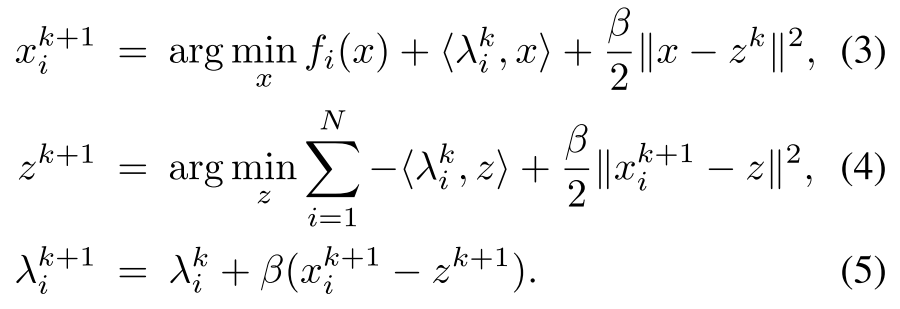 x_i^{k+1} = arg min_x f_i(x) + ⟨λ_i^k, x⟩ + β/2 ‖x − z^k‖², (3)
z^{k+1} = arg min_z ∑_{i=1}^{N} −⟨λ_i^k, z⟩ + β/2 ‖x_i^{k+1} − z‖², (4)
λ_i^{k+1} = λ_i^k + β(x_i^{k+1} − z^{k+1}). (5)